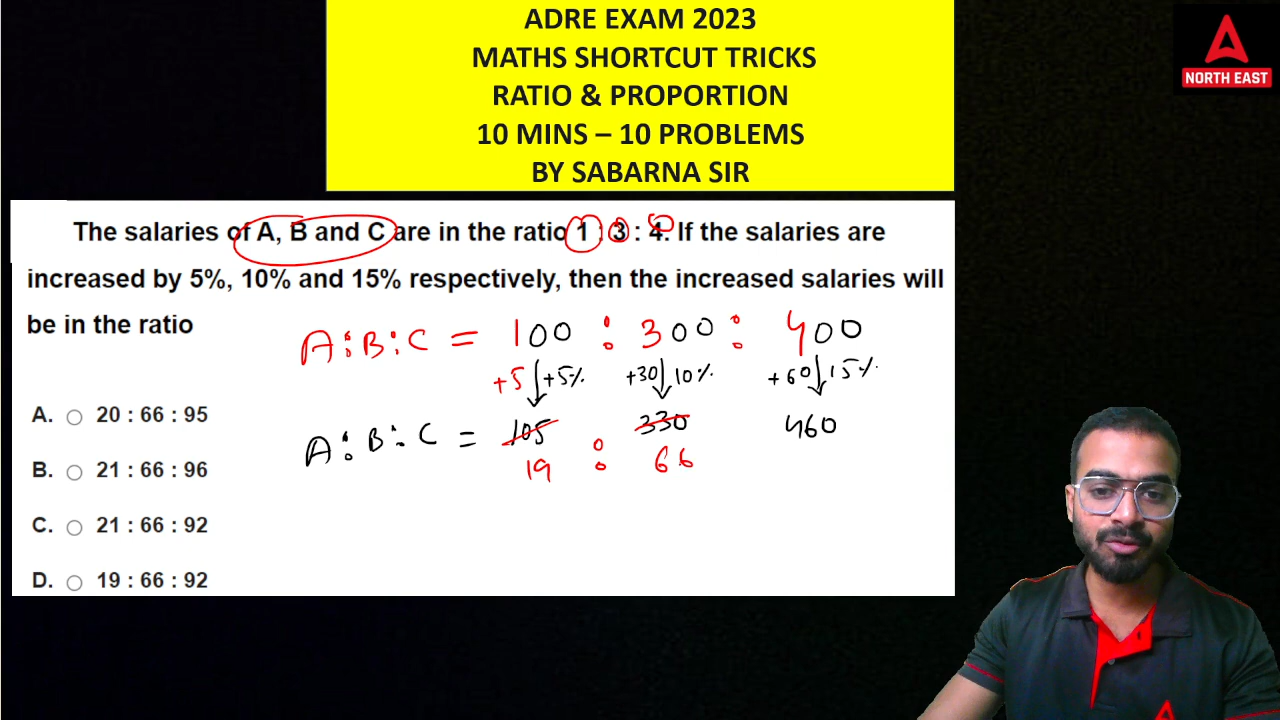 ADRE EXAM 2023
MATHS SHORTCUT TRICKS
RATIO & PROPORTION
10 MINS – 10 PROBLEMS
BY SABARNA SIR
NORTH EAST
The salaries of A, B and C are in the ratio 1 : 3 : 4. If the salaries are
increased by 5%, 10% and 15% respectively, then the increased salaries will
be in the ratio
A:B:C = 100 : 300 : 400
+5 +5% +30 10% +60 15%
A:B:C = 105 330 460
19 : 66
A. 20 : 66 : 95
B. 21 : 66 : 96
C. 21 : 66 : 92
D. 19 : 66 : 92